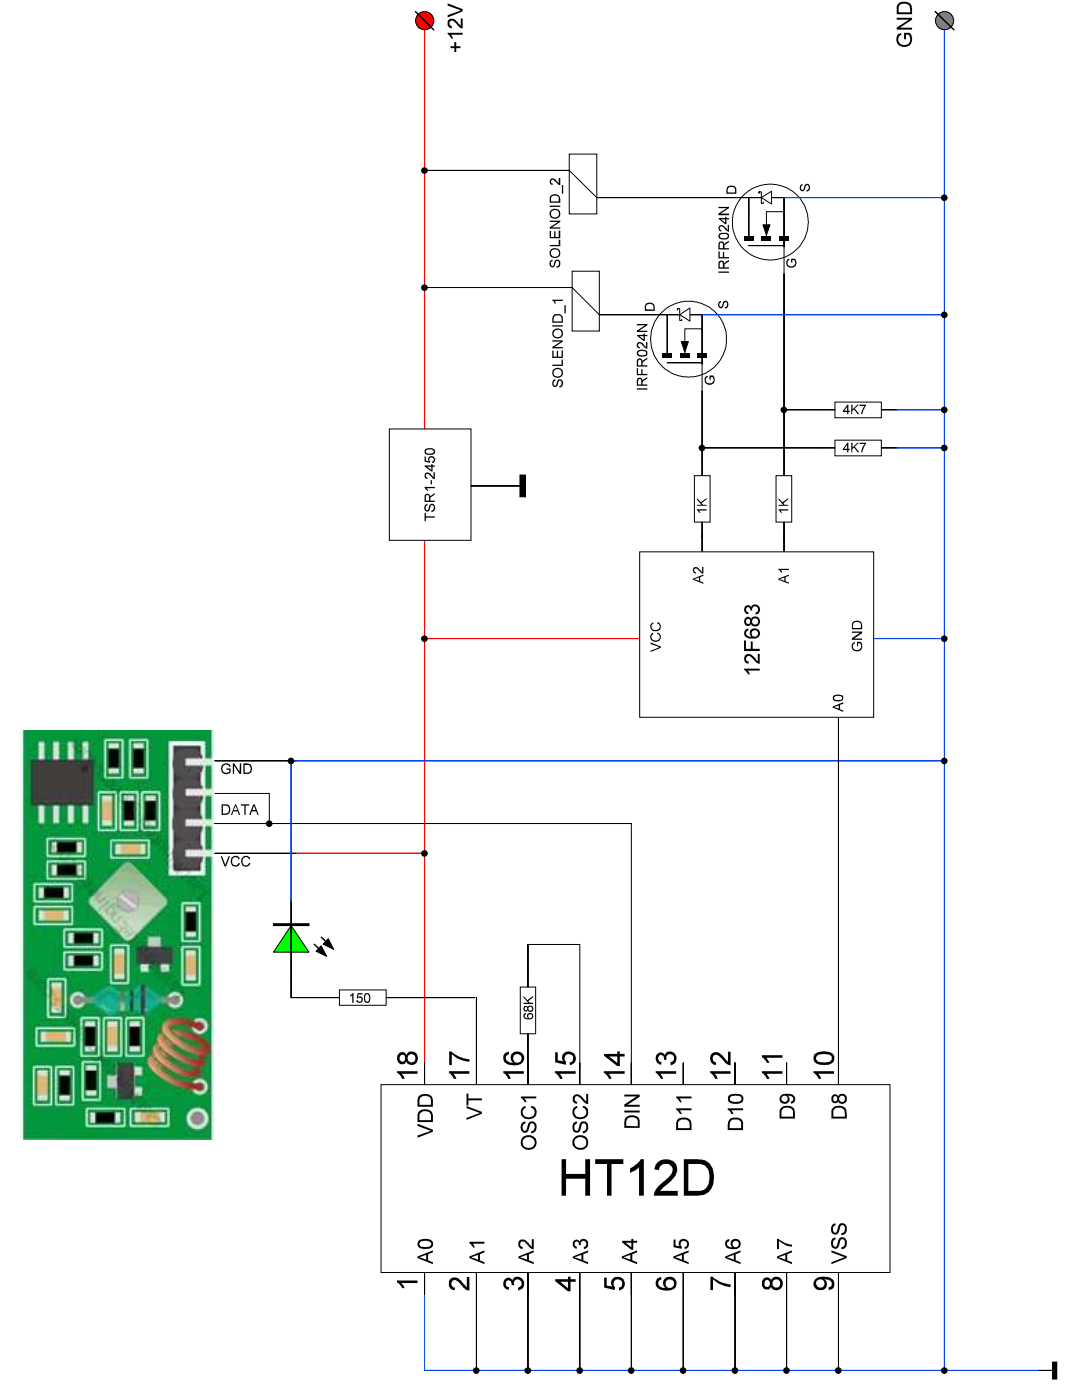 +12V
GND
SOLENOID_2
D
S
IRFR024N
G
SOLENOID_1
D
S
IRFR024N
G
4K7
4K7
TSR1-2450
1K
1K
A2
A1
VCC
12F683
GND
A0
GND
DATA
VCC
150
68K
18
17
16
15
14
13
12
11
10
VDD
VT
OSC1
OSC2
DIN
D11
D10
D9
D8
HT12D
A0
A1
A2
A3
A4
A5
A6
A7
VSS
1
2
3
4
5
6
7
8
9